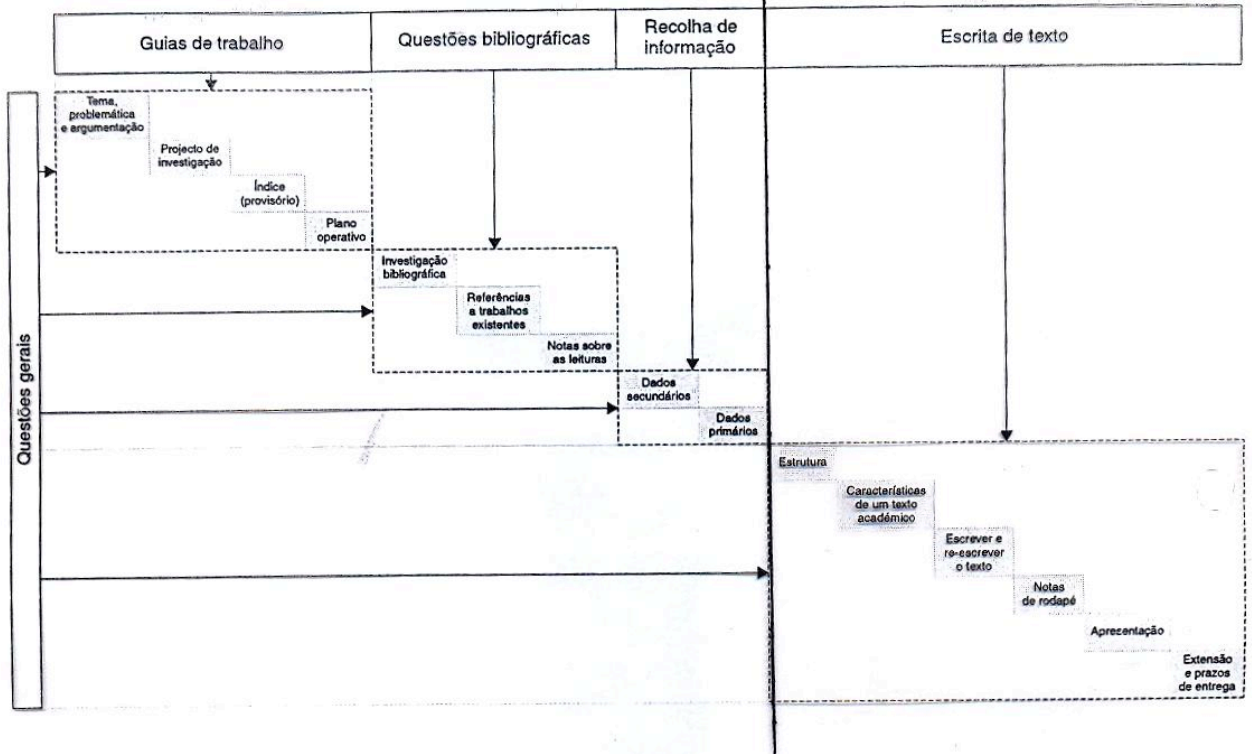 Guias de trabalho
Questões bibliográficas
Recolha de
informação
Escrita de texto
Questões gerais
Tema,
problemática
e argumentação
Projecto de
investigação
Índice
(provisório)
Plano
operativo
Investigação
bibliográfica
Referências
a trabalhos
existentes
Notas sobre
as leituras
Dados
secundários
Dados
primários
Estrutura
Características
de um texto
académico
Escrever e
re-escrever
o texto
Notas
de rodapé
Apresentação
Extensão
e prazos
de entrega